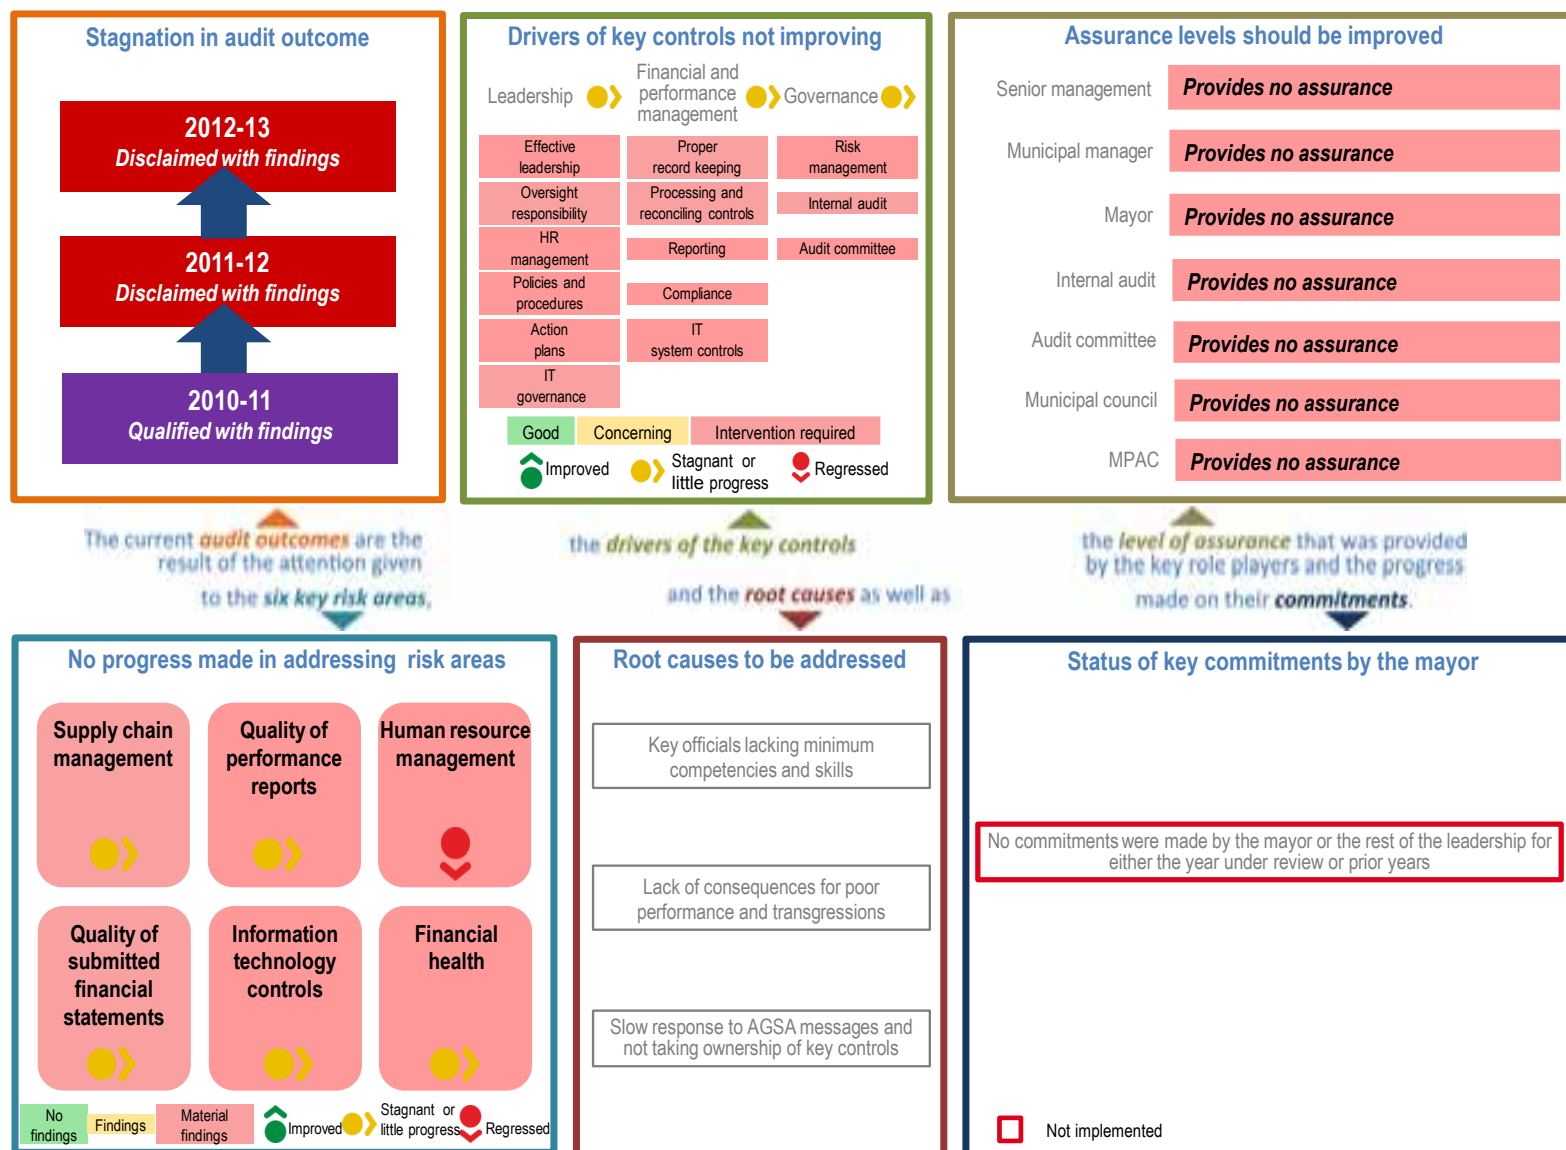 Stagnation in audit outcome
2012-13
Disclaimed with findings
2011-12
Disclaimed with findings
2010-11
Qualified with findings
Drivers of key controls not improving
Leadership
Financial and
performance
management
Governance
Effective
leadership
Oversight
responsibility
HR
management
Policies and
procedures
Action
plans
IT
governance
Proper
record keeping
Processing and
reconciling controls
Reporting
Compliance
IT
system controls
Risk
management
Internal audit
Audit committee
Good
Concerning
Intervention required
Improved
Stagnant or
little progress
Regressed
Assurance levels should be improved
Senior management
Provides no assurance
Municipal manager
Provides no assurance
Mayor
Provides no assurance
Internal audit
Provides no assurance
Audit committee
Provides no assurance
Municipal council
Provides no assurance
MPAC
Provides no assurance
The current audit outcomes are the
result of the attention given
to the six key risk areas,
the drivers of the key controls
and the root causes as well as
the level of assurance that was provided
by the key role players and the progress
made on their commitments.
No progress made in addressing risk areas
Supply chain
management
Quality of
performance
reports
Human resource
management
Quality of
submitted
financial
statements
Information
technology
controls
Financial
health
No
findings
Findings
Material
findings
Improved
Stagnant or
little progress
Regressed
Root causes to be addressed
Key officials lacking minimum
competencies and skills
Lack of consequences for poor
performance and transgressions
Slow response to AGSA messages and
not taking ownership of key controls
Status of key commitments by the mayor
No commitments were made by the mayor or the rest of the leadership for
either the year under review or prior years
Not implemented